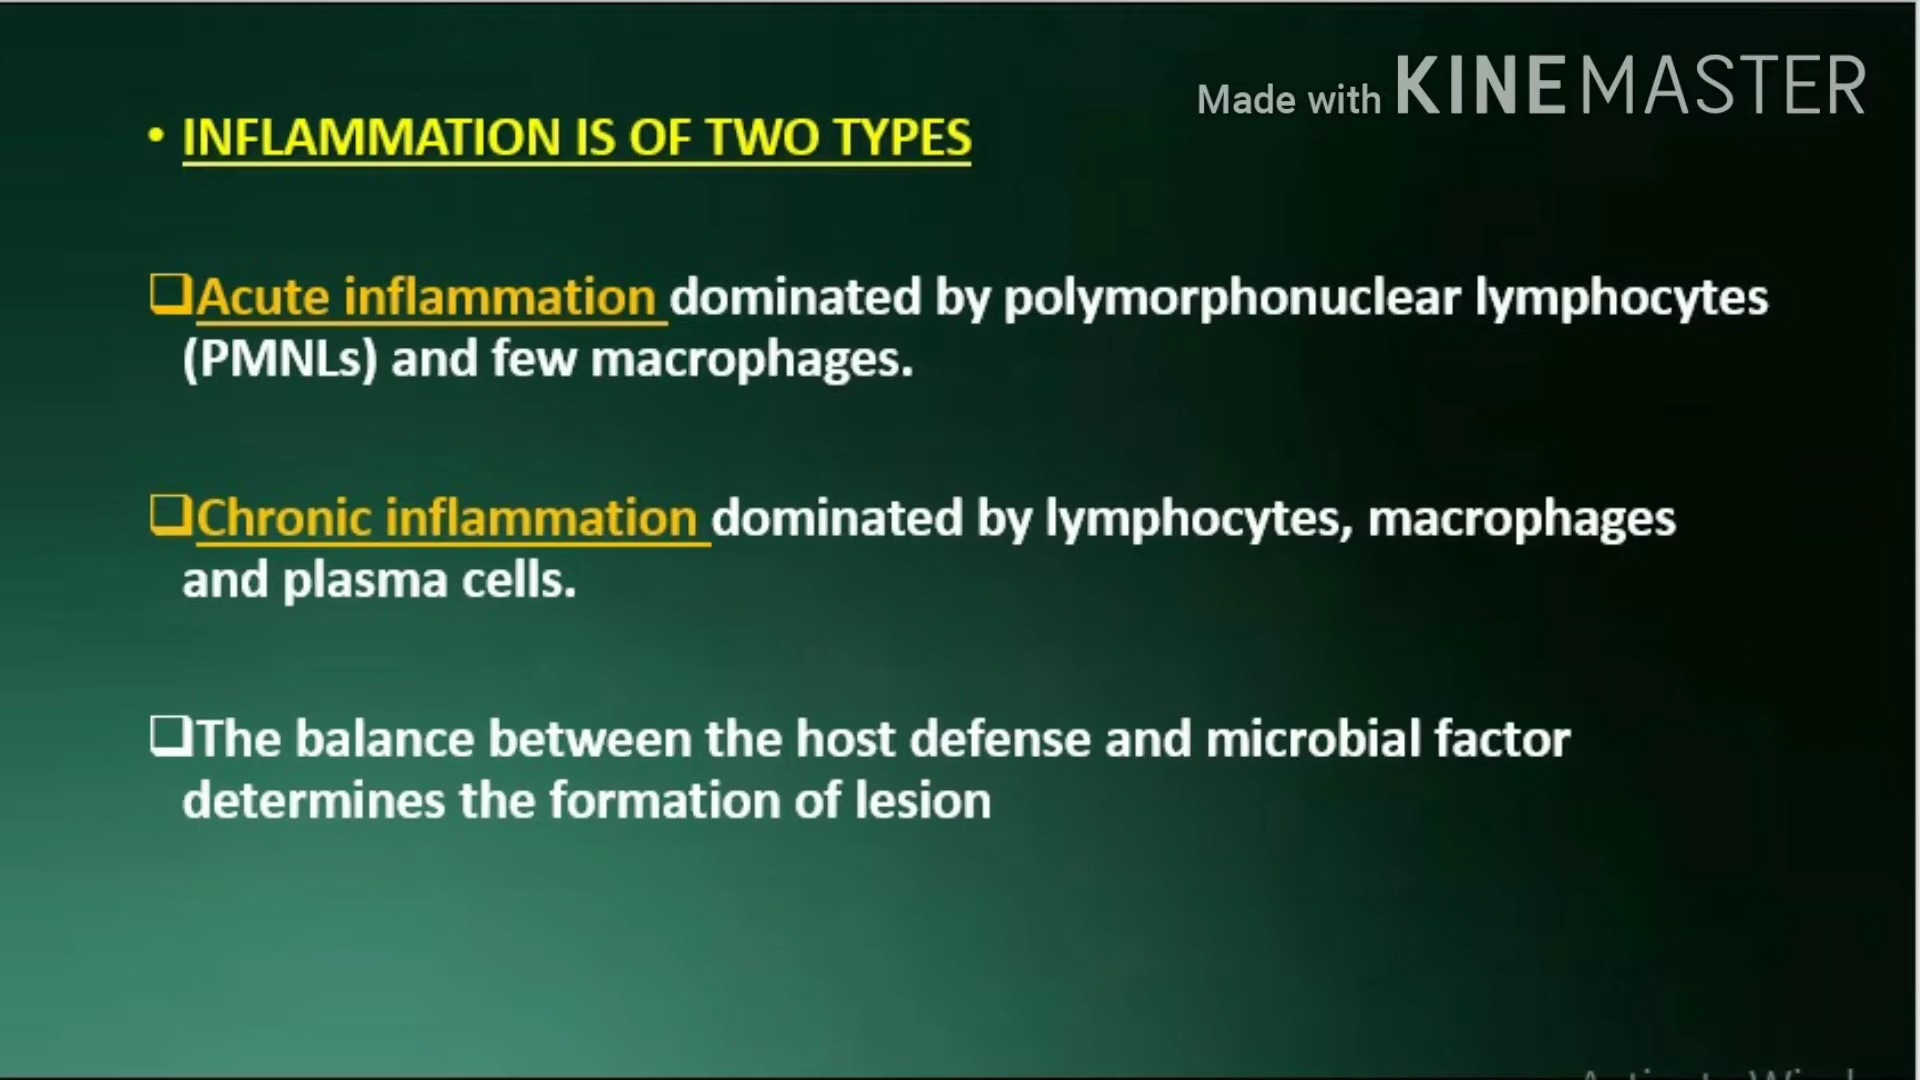 Made with KINEMASTER
• INFLAMMATION IS OF TWO TYPES
❑Acute inflammation dominated by polymorphonuclear lymphocytes
(PMNLs) and few macrophages.
❑Chronic inflammation dominated by lymphocytes, macrophages
and plasma cells.
❑The balance between the host defense and microbial factor
determines the formation of lesion